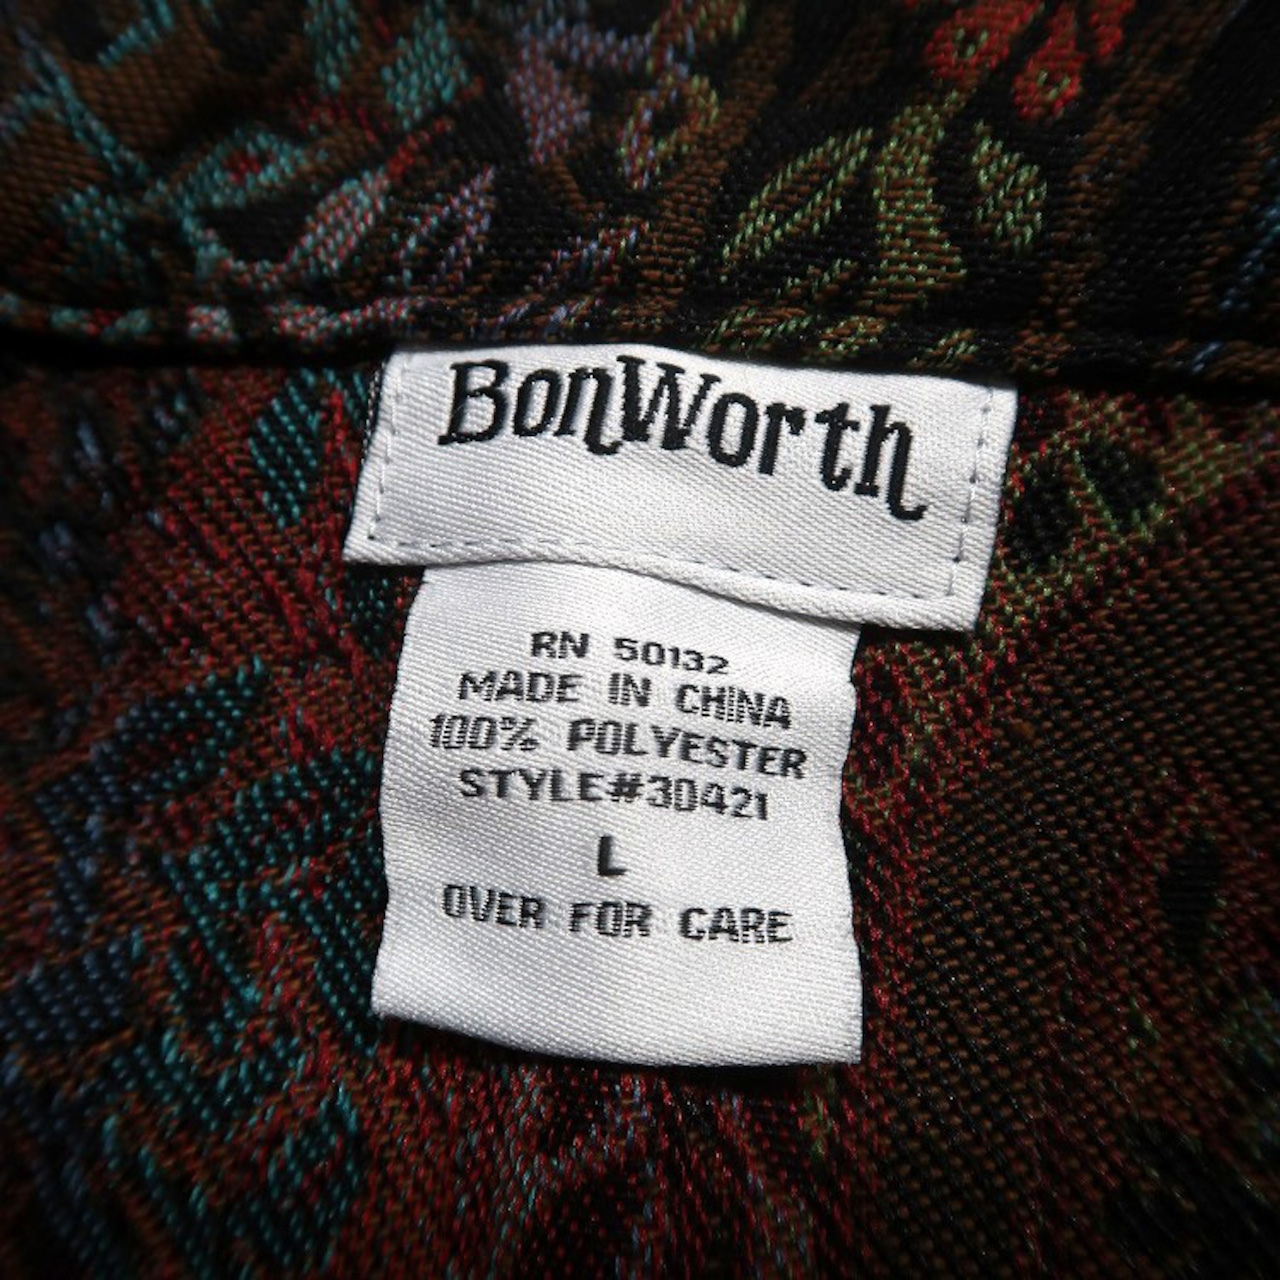 BonWorth
RN 50132
MADE IN CHINA
100% POLYESTER
STYLE#30421
L
OVER FOR CARE